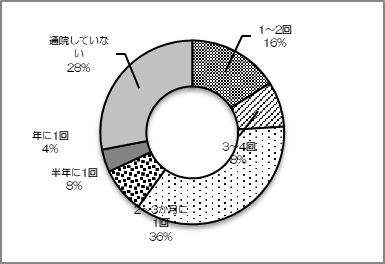 1～2回
16%
3～4回
8%
2～3か月に
1回
36%
半年に1回
8%
年に1回
4%
通院していな
い
28%